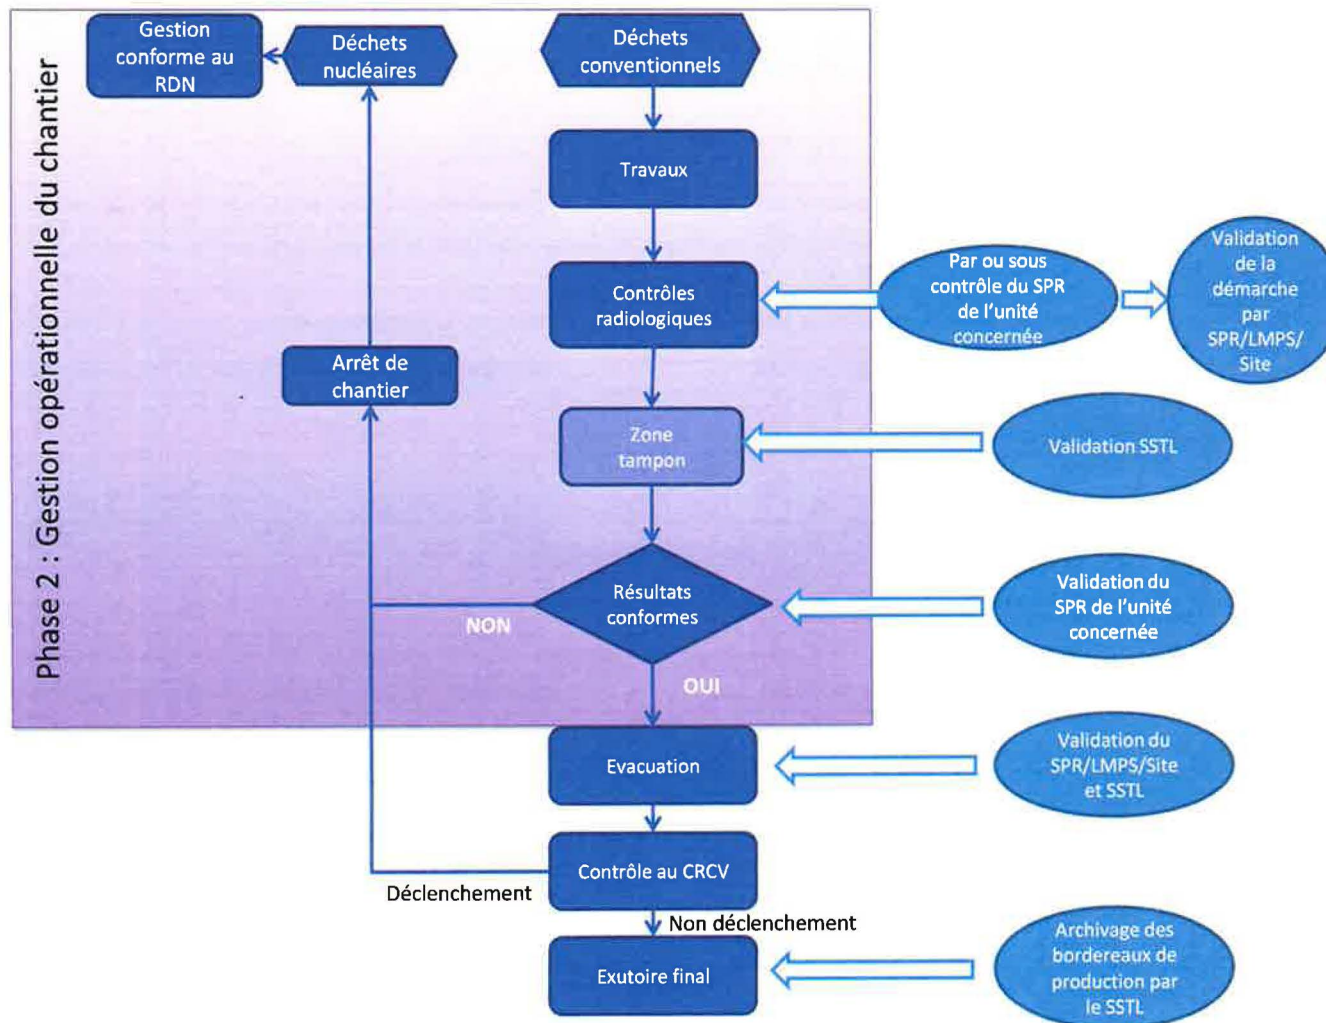 Phase 2 : Gestion opérationnelle du chantier
Gestion
conforme au
RDN
Déchets
nucléaires
Déchets
conventionnels
Travaux
Contrôles
radiologiques
Par ou sous
contrôle du SPR
de l'unité
concernée
Validation
de la
démarche
par
SPR/LMPS/
Site
Arrêt de
chantier
Zone
tampon
Validation SSTL
Résultats
conformes
NON
OUI
Validation du
SPR de l'unité
concernée
Evacuation
Validation du
SPR/LMPS/Site
et SSTL
Contrôle au CRCV
Déclenchement
Non déclenchement
Exutoire final
Archivage des
bordereaux de
production par
le SSTL